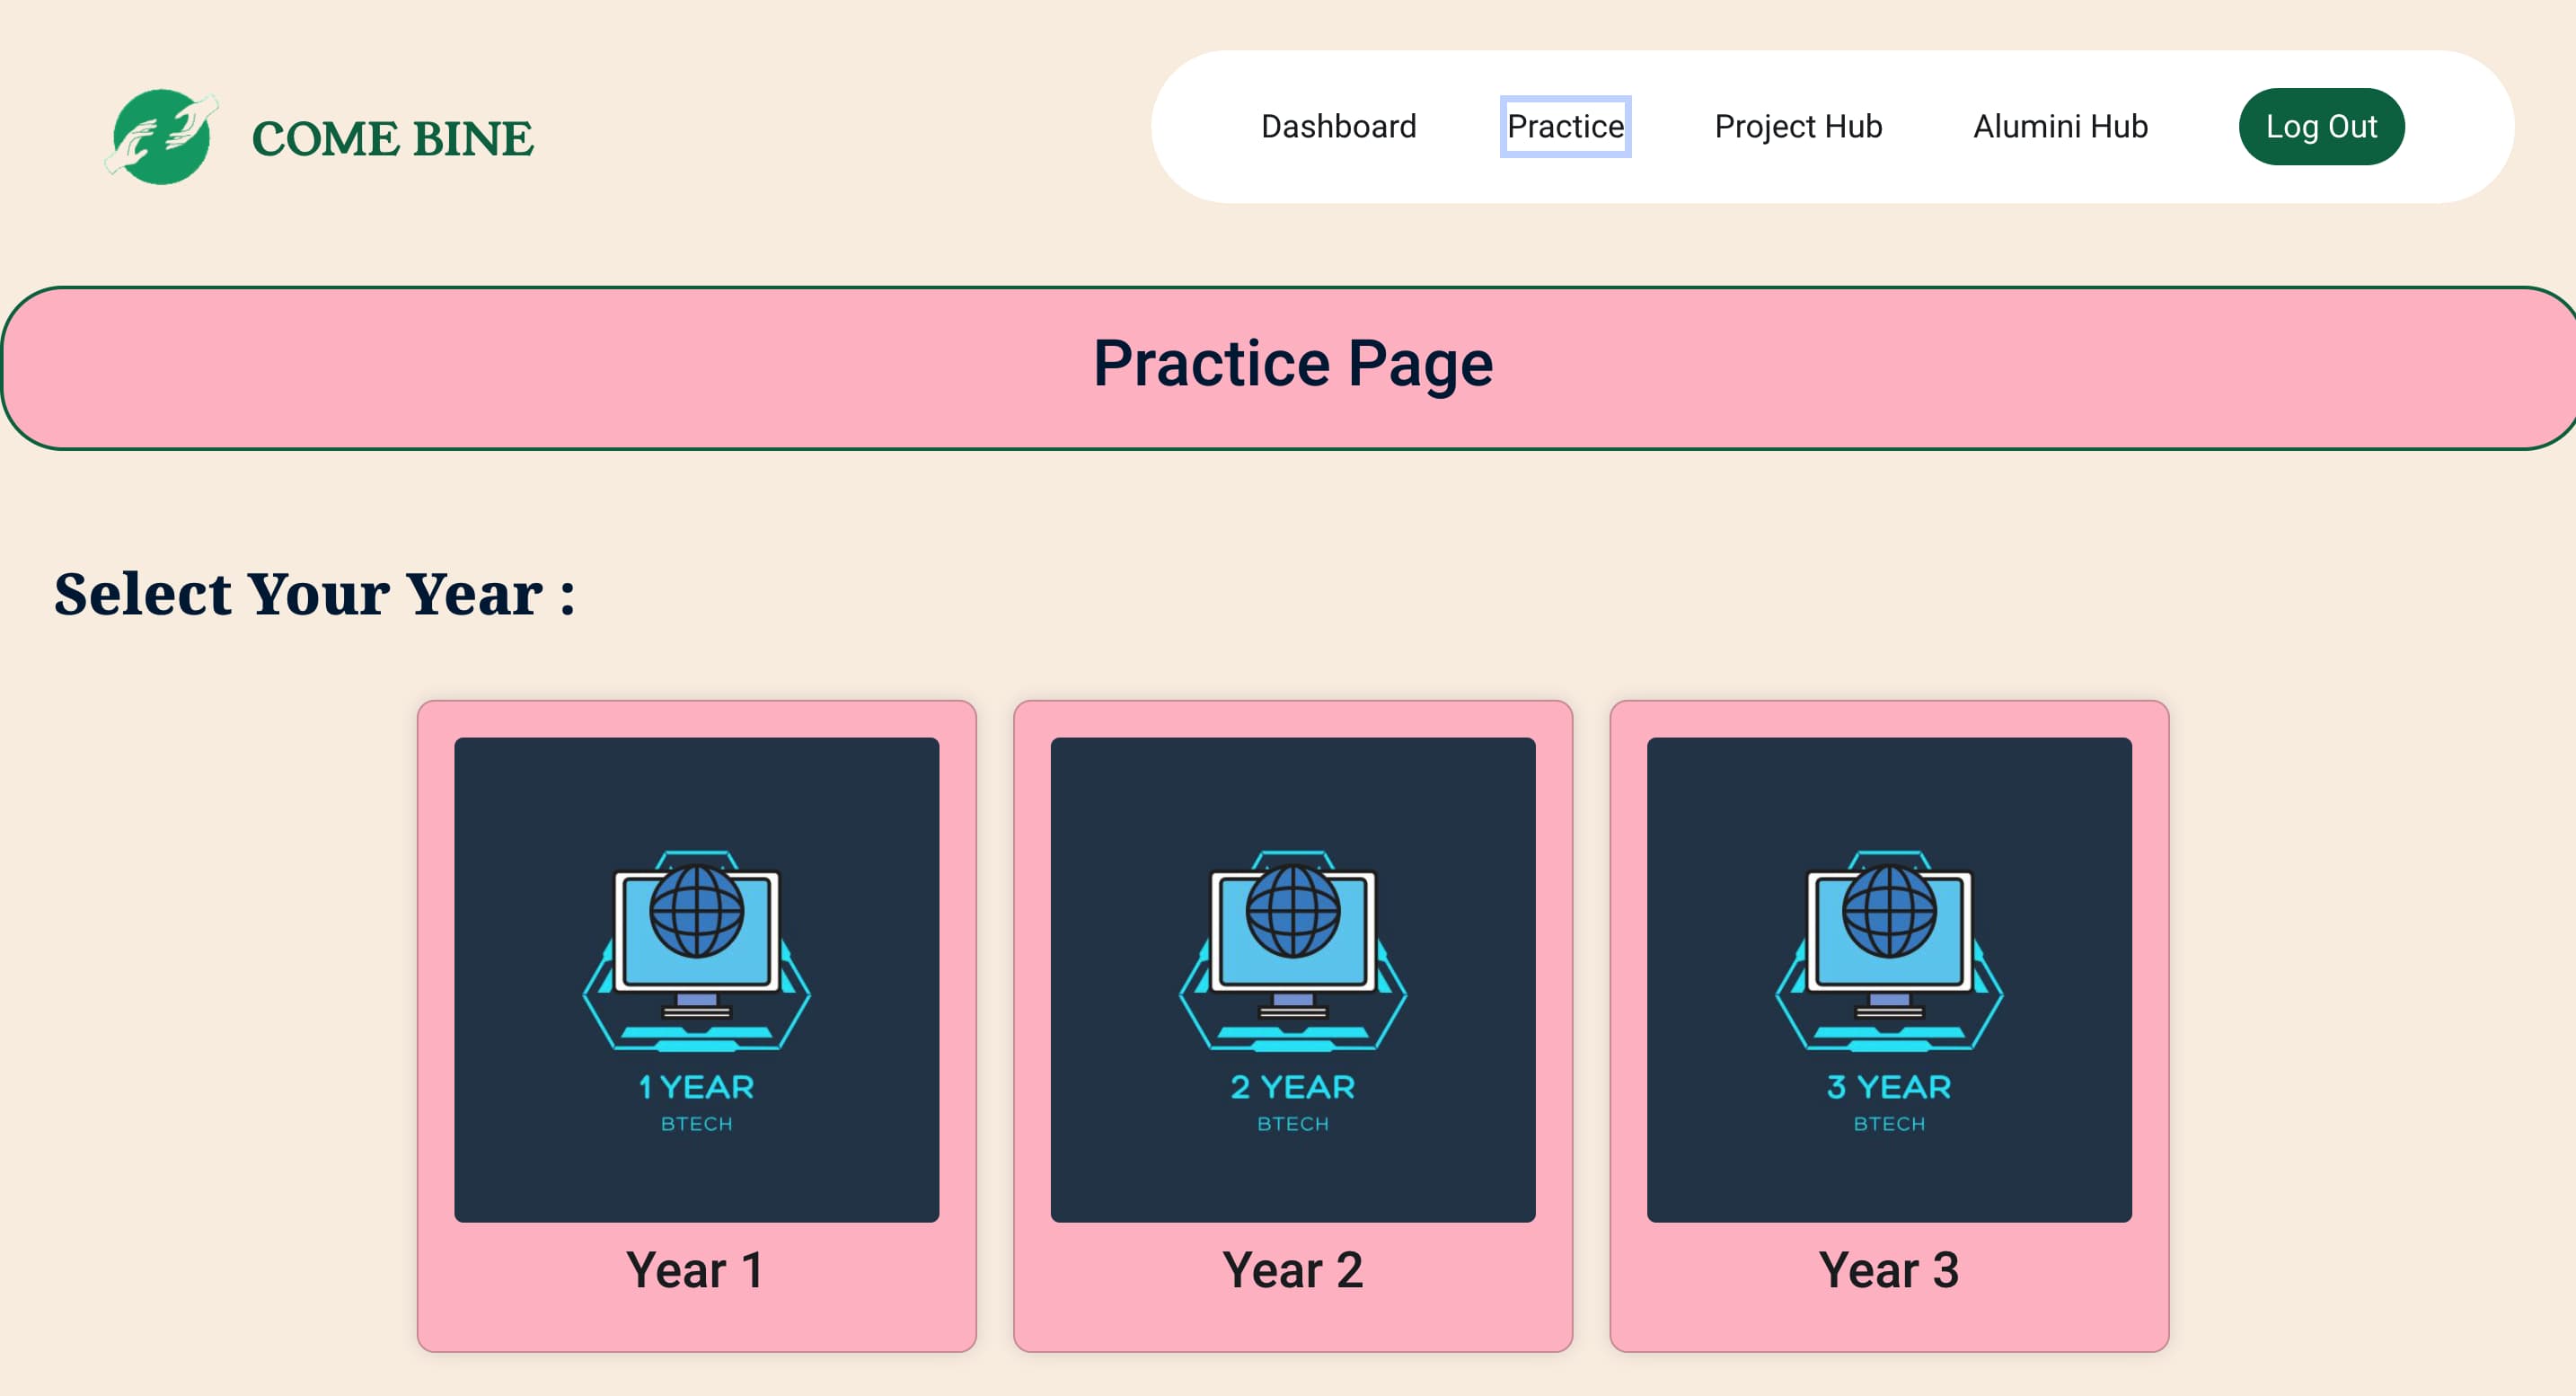 COME BINE
Dashboard Practice Project Hub Alumini Hub Log Out
Practice Page
Select Your Year :
1 YEAR
BTECH
Year 1
2 YEAR
BTECH
Year 2
3 YEAR
BTECH
Year 3